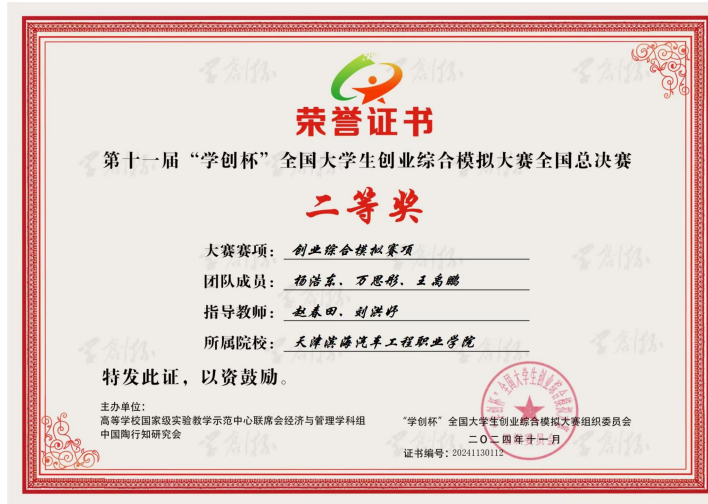 荣誉证书
第十一届“学创杯”全国大学生创业综合模拟大赛全国总决赛
二等奖
大赛赛项：创业综合模拟赛项
团队成员：杨浩东、万思彤、王禹鹏
指导教师：赵春田、刘洪妤
所属院校：天津滨海汽车工程职业学院
特发此证，以资鼓励。
主办单位：
高等学校国家级实验教学示范中心联席会经济与管理学科组
中国陶行知研究会
“学创杯”全国大学生创业综合模拟大赛组织委员会
二〇二四年十一月
证书编号：20241130112